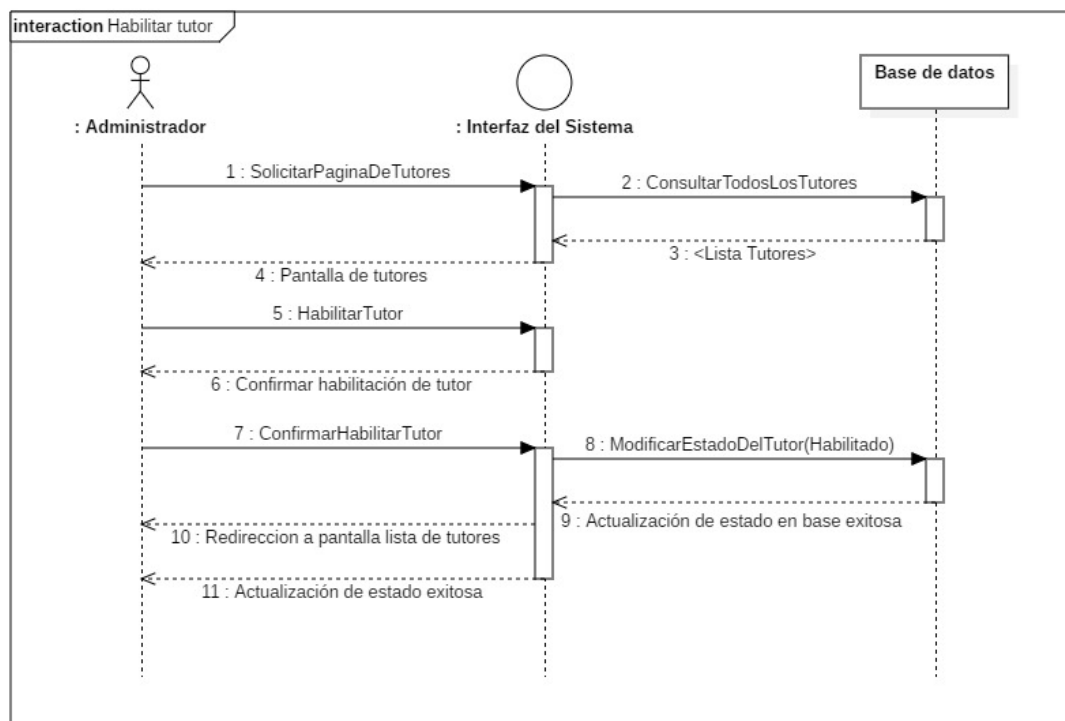 interaction Habilitar tutor
Base de datos
: Administrador
: Interfaz del Sistema
1 : SolicitarPaginaDeTutores
2 : ConsultarTodosLosTutores
3 : <Lista Tutores>
4 : Pantalla de tutores
5 : HabilitarTutor
6 : Confirmar habilitación de tutor
7 : ConfirmarHabilitarTutor
8 : ModificarEstadoDelTutor(Habilitado)
9 : Actualización de estado en base exitosa
10 : Redireccion a pantalla lista de tutores
11 : Actualización de estado exitosa